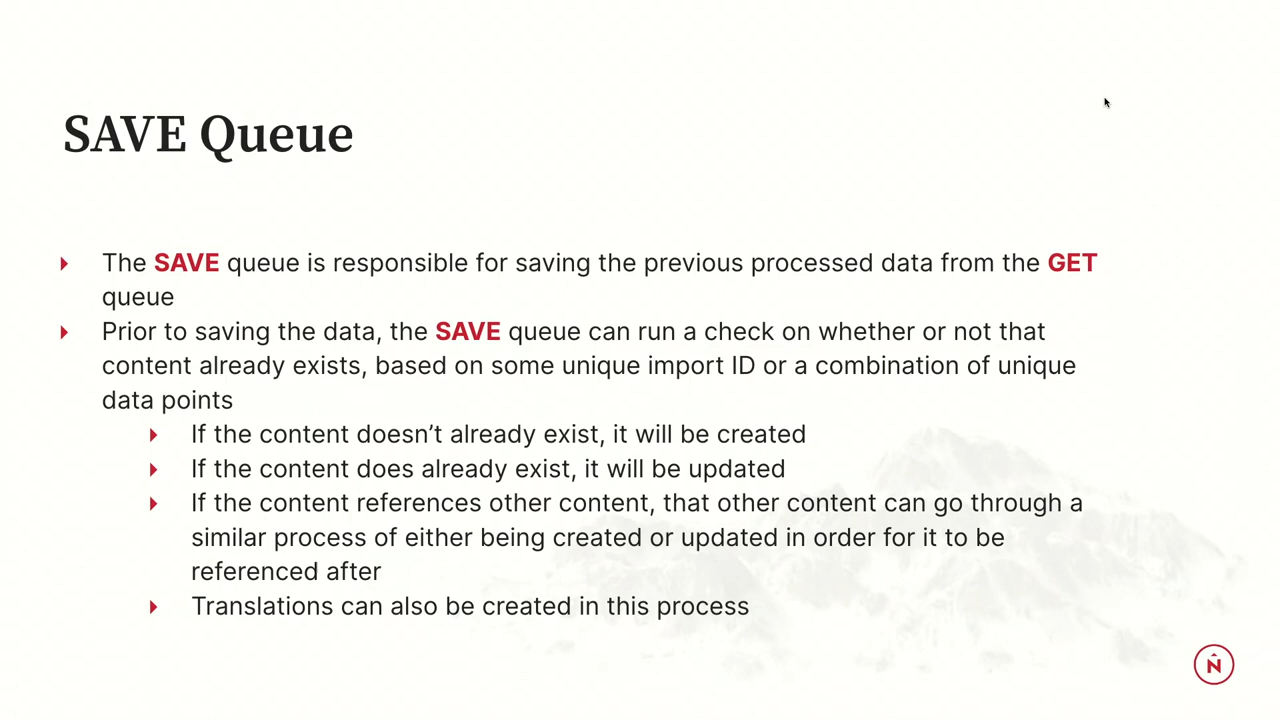 SAVE Queue
The SAVE queue is responsible for saving the previous processed data from the GET
queue
Prior to saving the data, the SAVE queue can run a check on whether or not that
content already exists, based on some unique import ID or a combination of unique
data points
If the content doesn’t already exist, it will be created
If the content does already exist, it will be updated
If the content references other content, that other content can go through a
similar process of either being created or updated in order for it to be
referenced after
Translations can also be created in this process
N